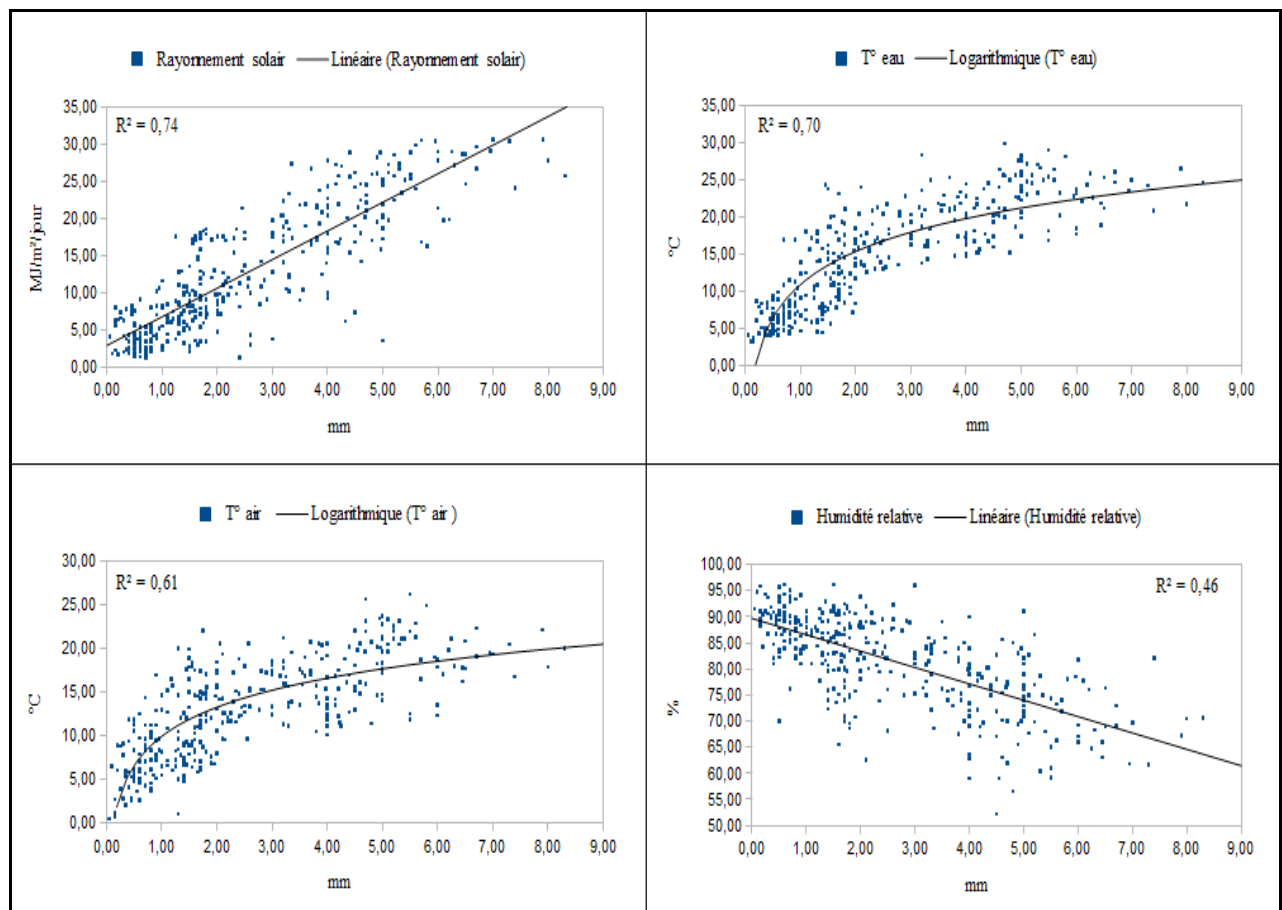 Rayonnement solair Linéaire (Rayonnement solair)
R² = 0,74
35,00
30,00
25,00
20,00
15,00
10,00
5,00
0,00
MJ/m²/jour
0,00 1,00 2,00 3,00 4,00 5,00 6,00 7,00 8,00 9,00
mm
T° eau Logarithmique (T° eau)
R² = 0,70
35,00
30,00
25,00
20,00
15,00
10,00
5,00
0,00
°C
0,00 1,00 2,00 3,00 4,00 5,00 6,00 7,00 8,00 9,00
mm
T° air Logarithmique (T° air )
R² = 0,61
30,00
25,00
20,00
15,00
10,00
5,00
0,00
°C
0,00 1,00 2,00 3,00 4,00 5,00 6,00 7,00 8,00 9,00
mm
Humidité relative Linéaire (Humidité relative)
R² = 0,46
100,00
95,00
90,00
85,00
80,00
75,00
70,00
65,00
60,00
55,00
50,00
%
0,00 1,00 2,00 3,00 4,00 5,00 6,00 7,00 8,00 9,00
mm